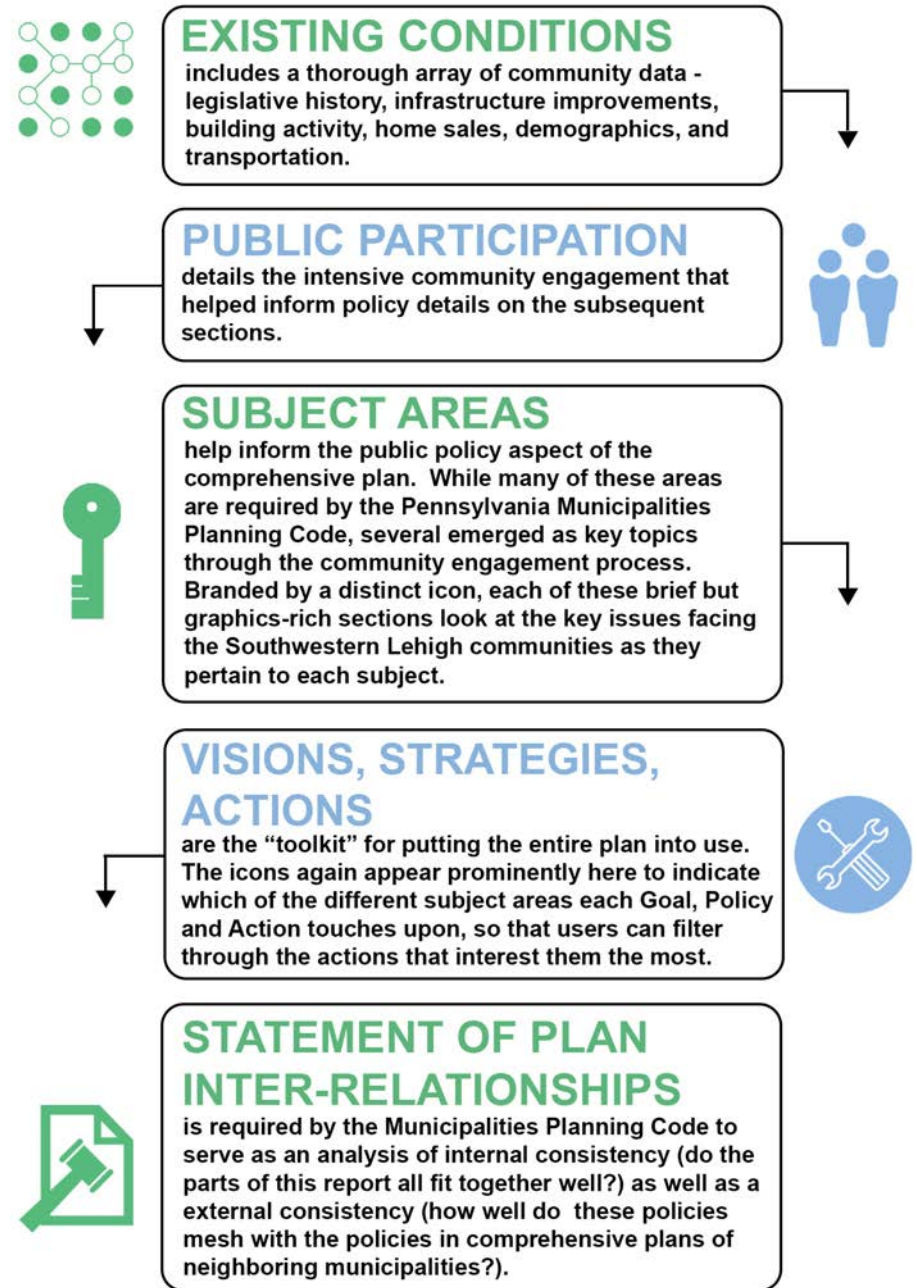 EXISTING CONDITIONS
includes a thorough array of community data -
legislative history, infrastructure improvements,
building activity, home sales, demographics, and
transportation.
PUBLIC PARTICIPATION
details the intensive community engagement that
helped inform policy details on the subsequent
sections.
SUBJECT AREAS
help inform the public policy aspect of the
comprehensive plan.  While many of these areas
are required by the Pennsylvania Municipalities
Planning Code, several emerged as key topics
through the community engagement process.
Branded by a distinct icon, each of these brief but
graphics-rich sections look at the key issues facing
the Southwestern Lehigh communities as they
pertain to each subject.
VISIONS, STRATEGIES,
ACTIONS
are the “toolkit” for putting the entire plan into use.
The icons again appear prominently here to indicate
which of the different subject areas each Goal, Policy
and Action touches upon, so that users can filter
through the actions that interest them the most.
STATEMENT OF PLAN
INTER-RELATIONSHIPS
is required by the Municipalities Planning Code to
serve as an analysis of internal consistency (do the
parts of this report all fit together well?) as well as a
external consistency (how well do  these policies
mesh with the policies in comprehensive plans of
neighboring municipalities?).